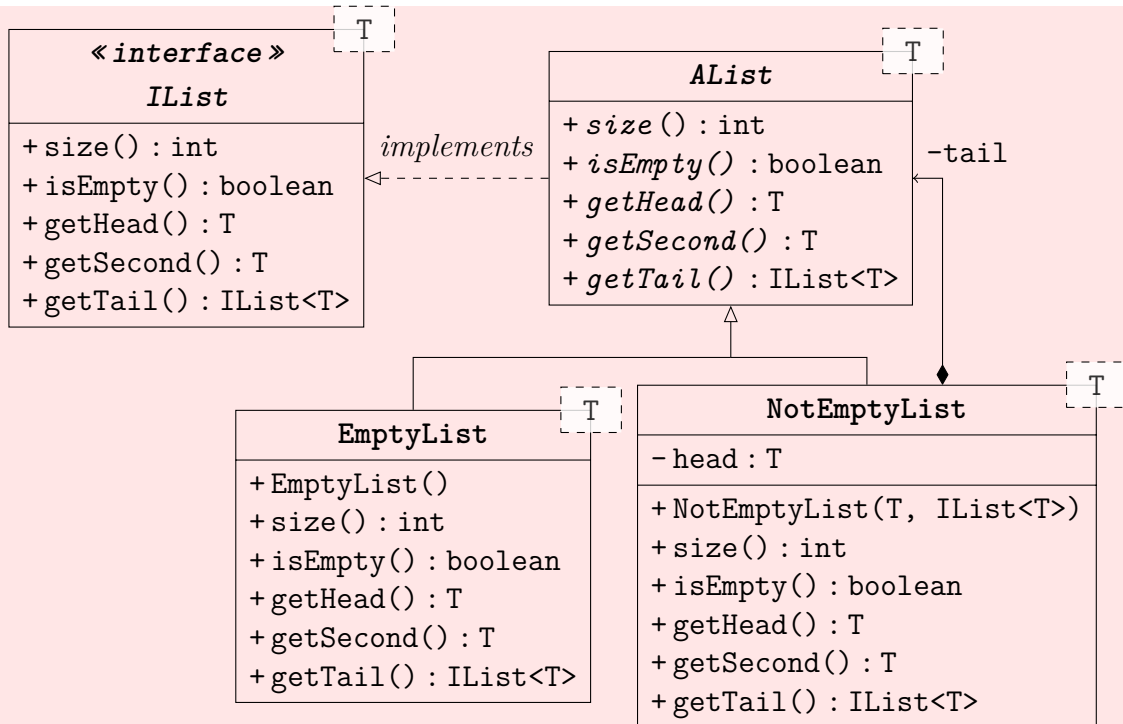 T
«interface»
IList
+ size() : int
+ isEmpty() : boolean
+ getHead() : T
+ getSecond() : T
+ getTail() : IList<T>
implements
T
AList
+ size() : int
+ isEmpty() : boolean
+ getHead() : T
+ getSecond() : T
+ getTail() : IList<T>
-tail
T
EmptyList
+ EmptyList()
+ size() : int
+ isEmpty() : boolean
+ getHead() : T
+ getSecond() : T
+ getTail() : IList<T>
T
NotEmptyList
- head : T
+ NotEmptyList(T, IList<T>)
+ size() : int
+ isEmpty() : boolean
+ getHead() : T
+ getSecond() : T
+ getTail() : IList<T>